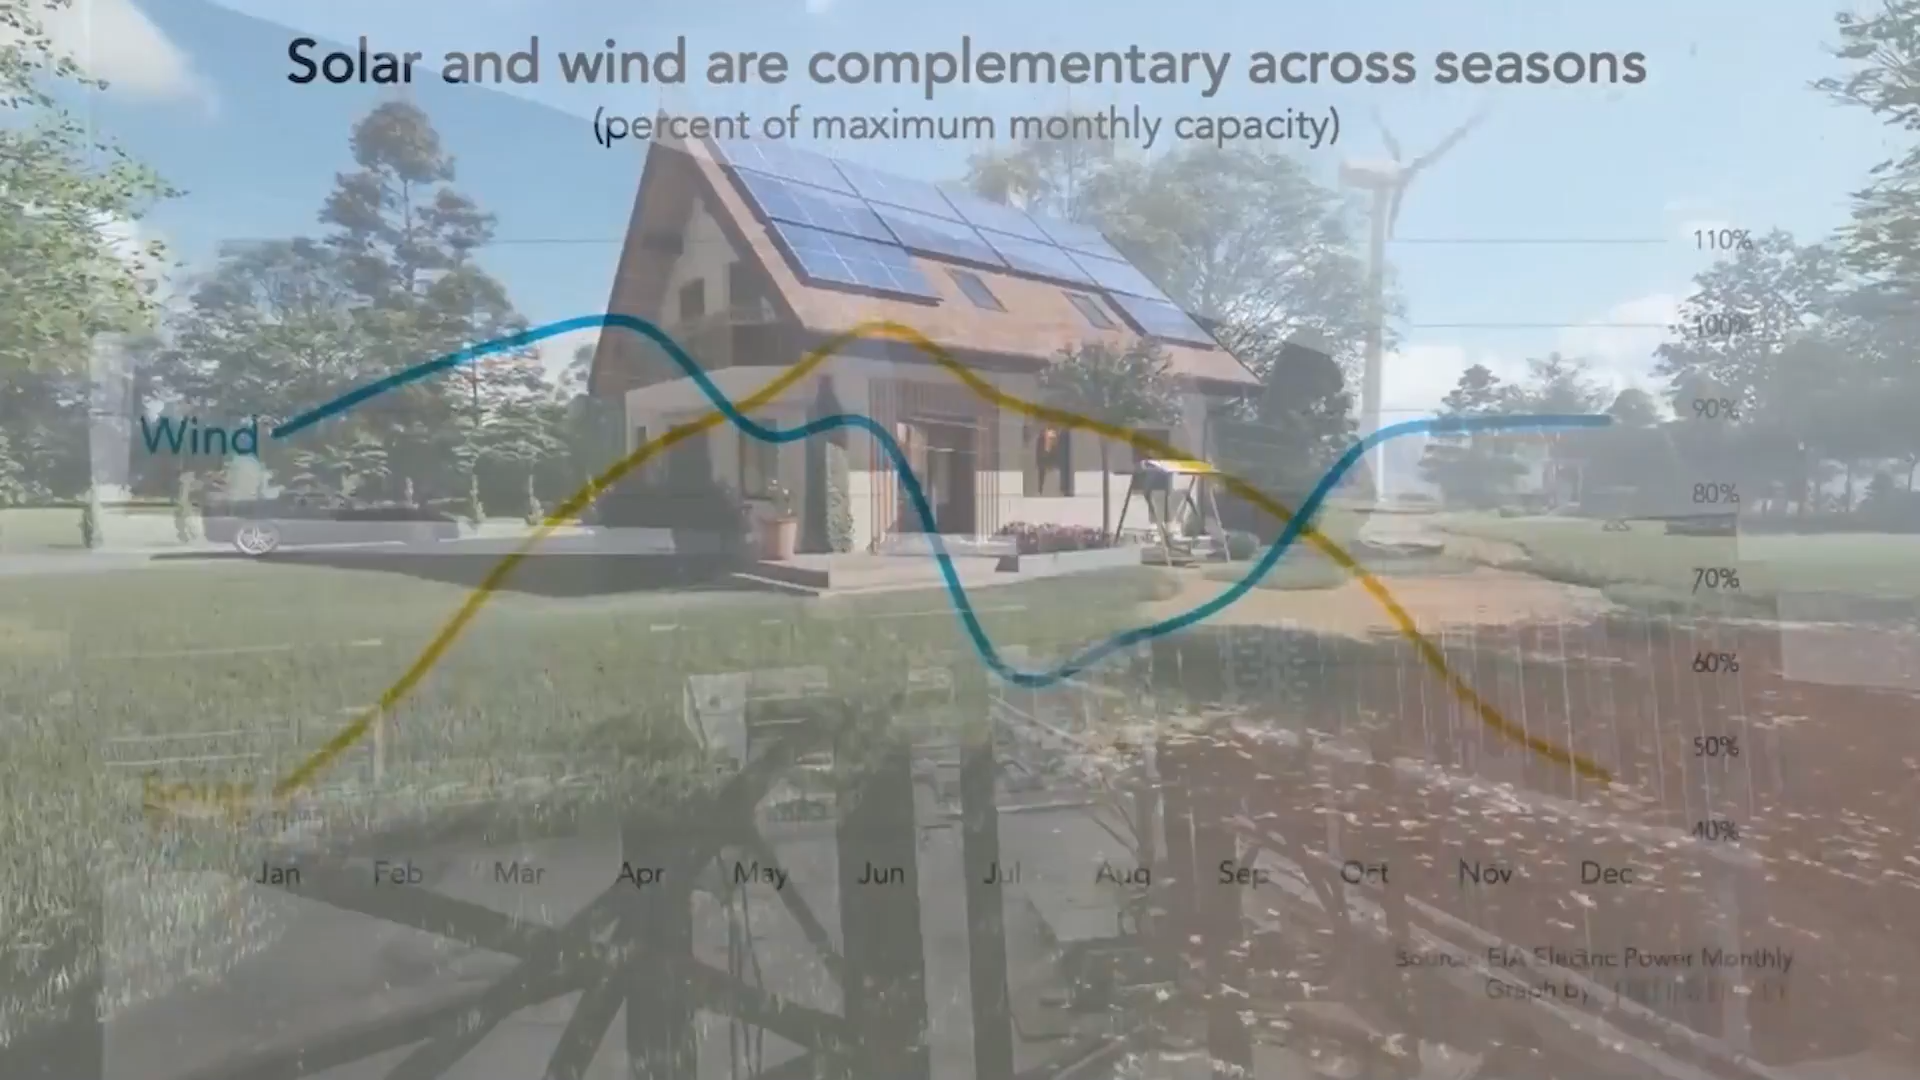 Solar and wind are complementary across seasons
(percent of maximum monthly capacity)
110%
100%
90%
Wind
80%
70%
60%
50%
Solar
40%
Jan Feb Mar Apr May Jun Jul Aug Sep Oct Nov Dec
Source: EIA Electric Power Monthly
Graph by: